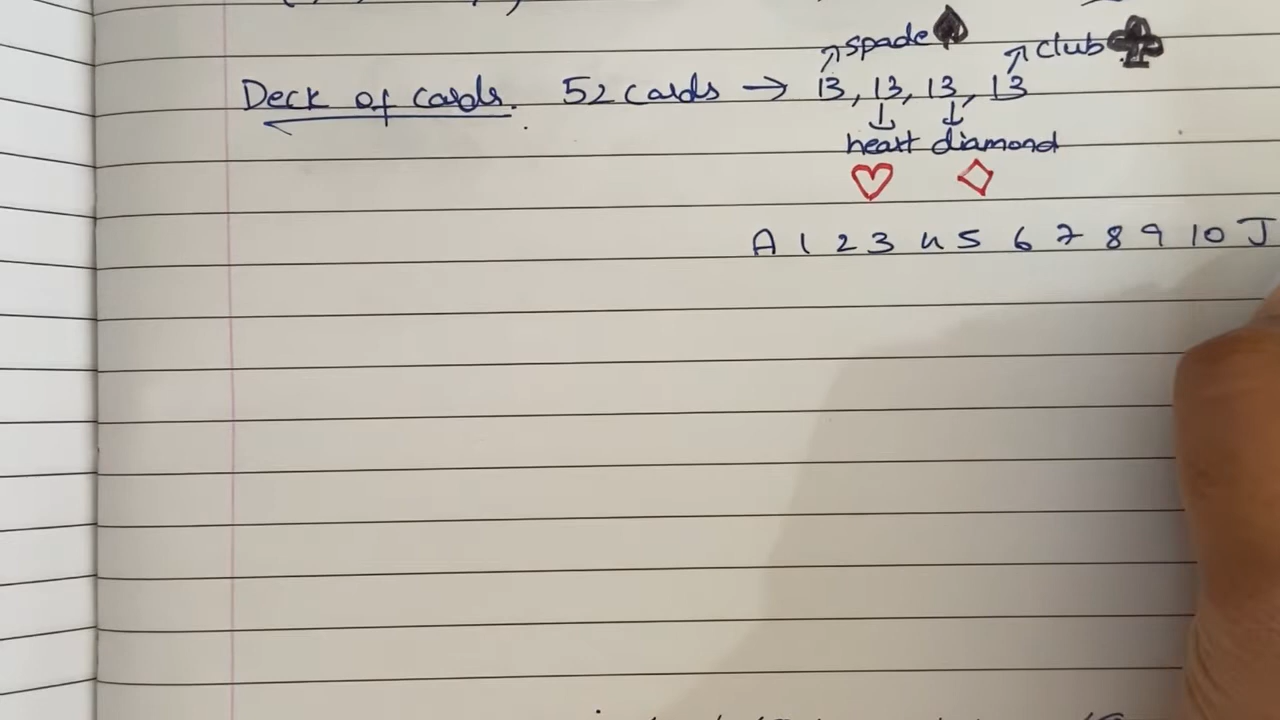 spade♠ club♣
Deck of cards. 52 cards → 13, 13, 13, 13
heart diamond
♡ ◇
A 1 2 3 4 5 6 7 8 9 10 J